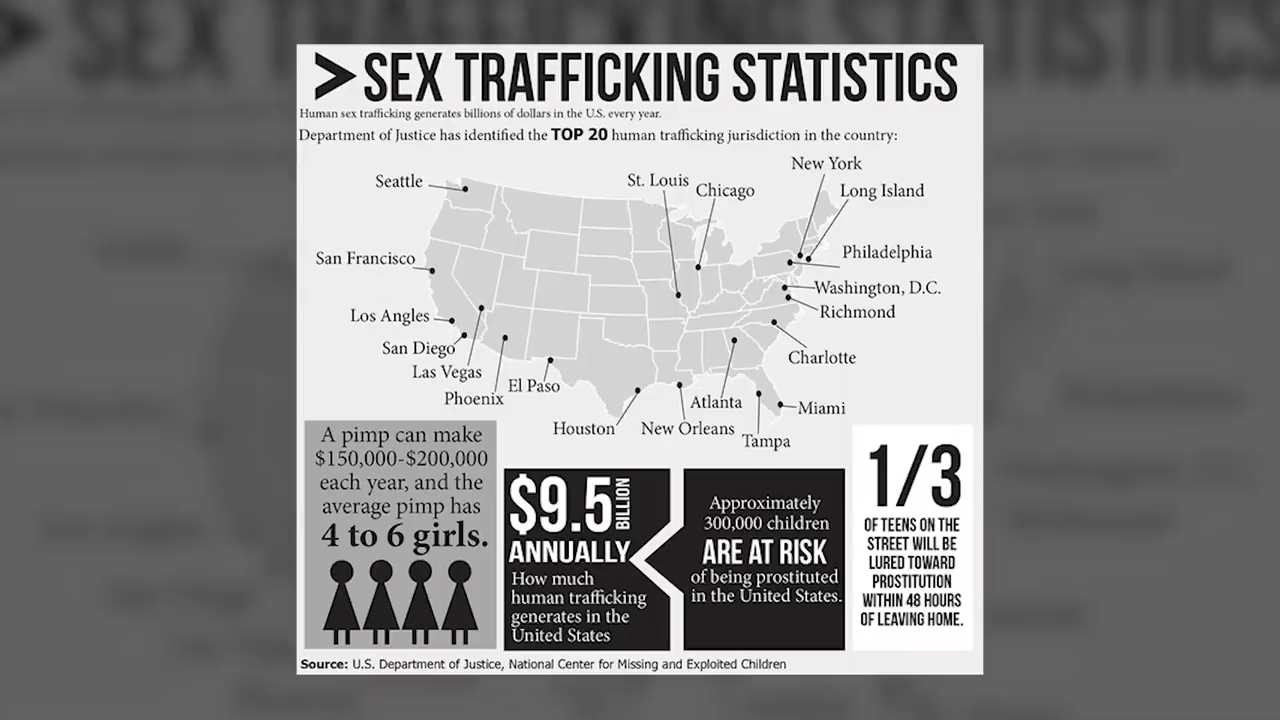 SEX TRAFFICKING STATISTICS
Human sex trafficking generates billions of dollars in the U.S. every year.
Department of Justice has identified the TOP 20 human trafficking jurisdiction in the country:
New York
Seattle
St. Louis
Chicago
Long Island
San Francisco
Philadelphia
Washington, D.C.
Richmond
Los Angles
San Diego
Charlotte
Las Vegas
El Paso
Phoenix
Atlanta
Miami
Houston
New Orleans
Tampa
A pimp can make
$150,000-$200,000
each year, and the
average pimp has
4 to 6 girls.
$9.5 BILLION
ANNUALLY
How much
human trafficking
generates in the
United States
Approximately
300,000 children
ARE AT RISK
of being prostituted
in the United States.
1/3
OF TEENS ON THE
STREET WILL BE
LURED TOWARD
PROSTITUTION
WITHIN 48 HOURS
OF LEAVING HOME.
Source: U.S. Department of Justice, National Center for Missing and Exploited Children